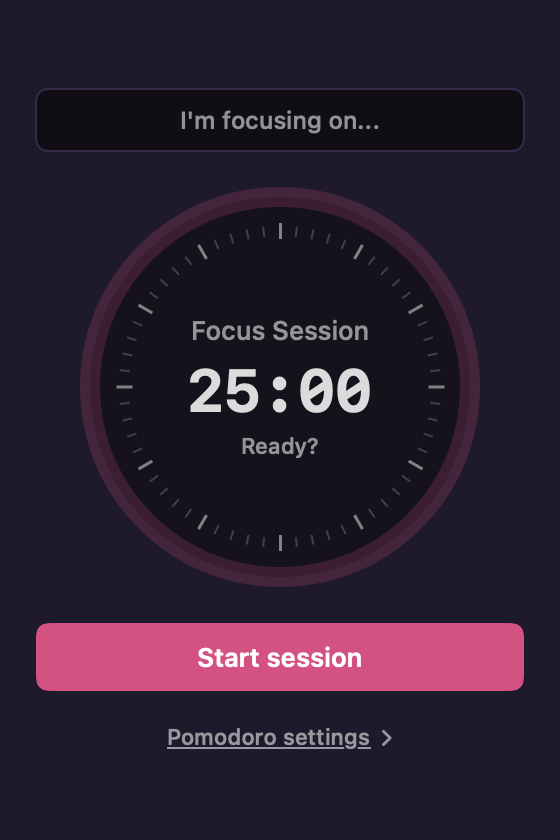 I'm focusing on...
Focus Session
25:00
Ready?
Start session
Pomodoro settings